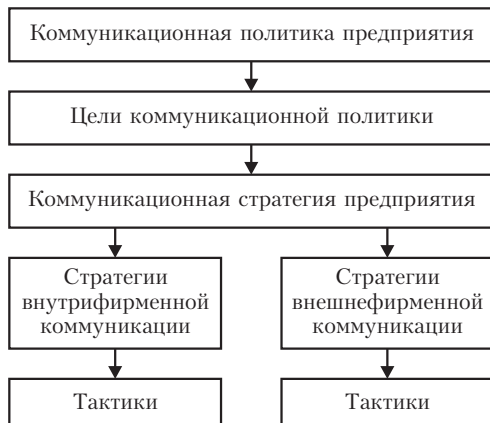 Коммуникационная политика предприятия
Цели коммуникационной политики
Коммуникационная стратегия предприятия
Стратегии
внутрифирменной
коммуникации
Стратегии
внешнефирменной
коммуникации
Тактики
Тактики